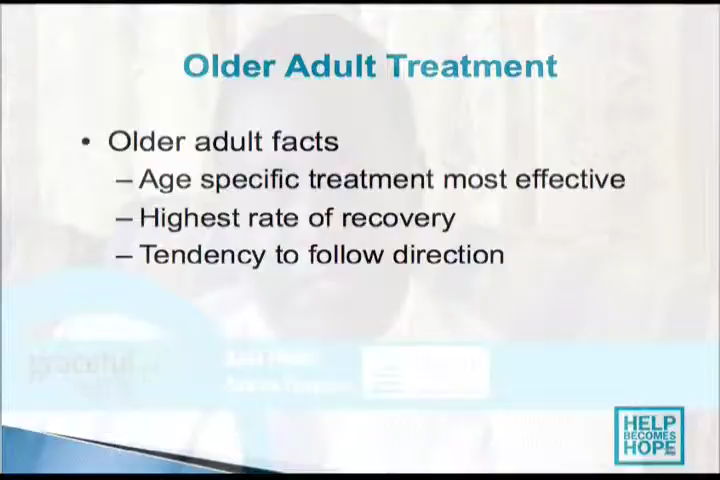 Older Adult Treatment
• Older adult facts
– Age specific treatment most effective
– Highest rate of recovery
– Tendency to follow direction
graceful
HELP
BECOMES
HOPE